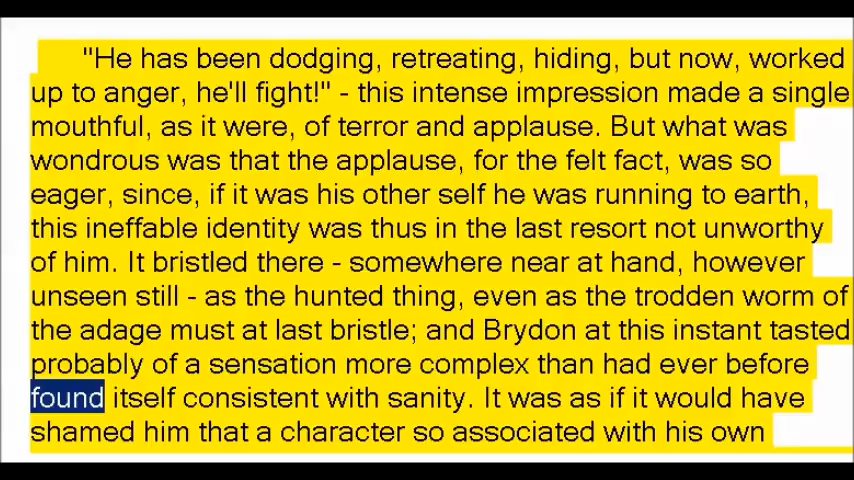 "He has been dodging, retreating, hiding, but now, worked
up to anger, he'll fight!" - this intense impression made a single
mouthful, as it were, of terror and applause. But what was
wondrous was that the applause, for the felt fact, was so
eager, since, if it was his other self he was running to earth,
this ineffable identity was thus in the last resort not unworthy
of him. It bristled there - somewhere near at hand, however
unseen still - as the hunted thing, even as the trodden worm of
the adage must at last bristle; and Brydon at this instant tasted
probably of a sensation more complex than had ever before
found itself consistent with sanity. It was as if it would have
shamed him that a character so associated with his own